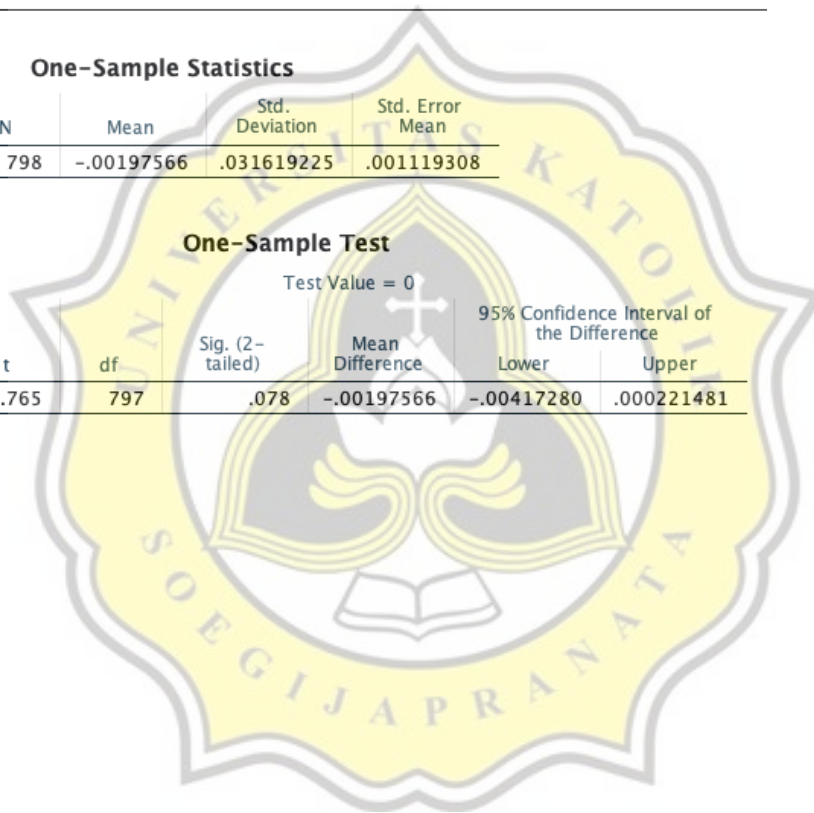 One-Sample Statistics
N Mean Std. Deviation Std. Error Mean
798 -.00197566 .031619225 .001119308
One-Sample Test
Test Value = 0
t df Sig. (2-tailed) Mean Difference 95% Confidence Interval of the Difference
Lower Upper
.765 797 .078 -.00197566 -.00417280 .000221481
UNIVERSITAS KATOLIK
SOEGIJAPRANATA